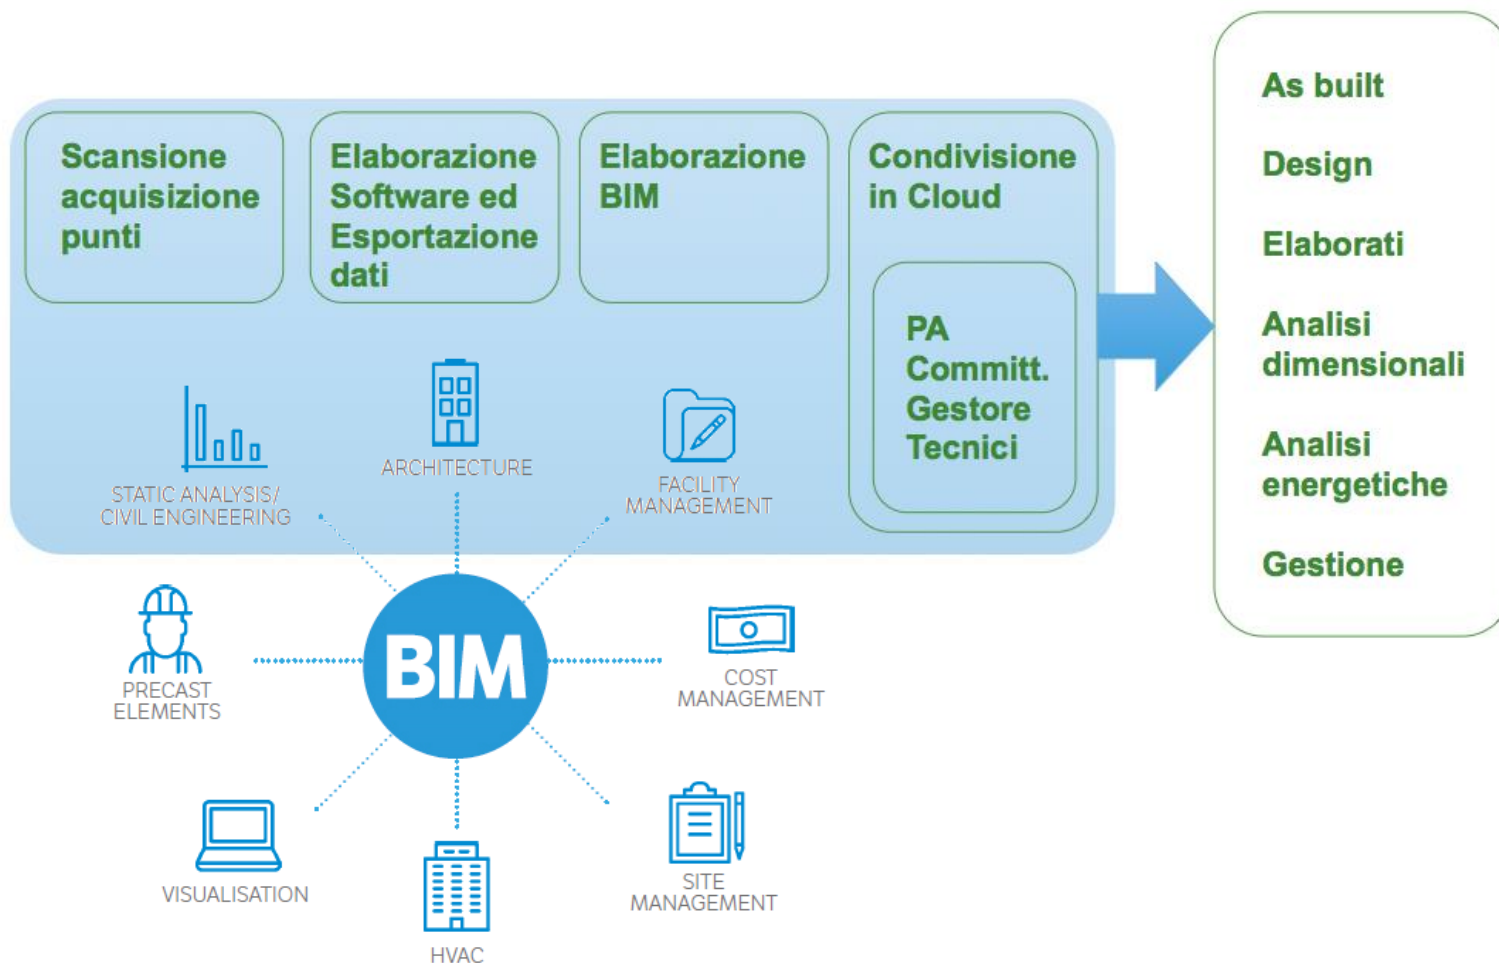 Scansione
acquisizione
punti
Elaborazione
Software ed
Esportazione
dati
Elaborazione
BIM
Condivisione
in Cloud
PA
Committ.
Gestore
Tecnici
As built
Design
Elaborati
Analisi
dimensionali
Analisi
energetiche
Gestione
STATIC ANALYSIS/
CIVIL ENGINEERING
ARCHITECTURE
FACILITY
MANAGEMENT
PRECAST
ELEMENTS
BIM
COST
MANAGEMENT
VISUALISATION
HVAC
SITE
MANAGEMENT